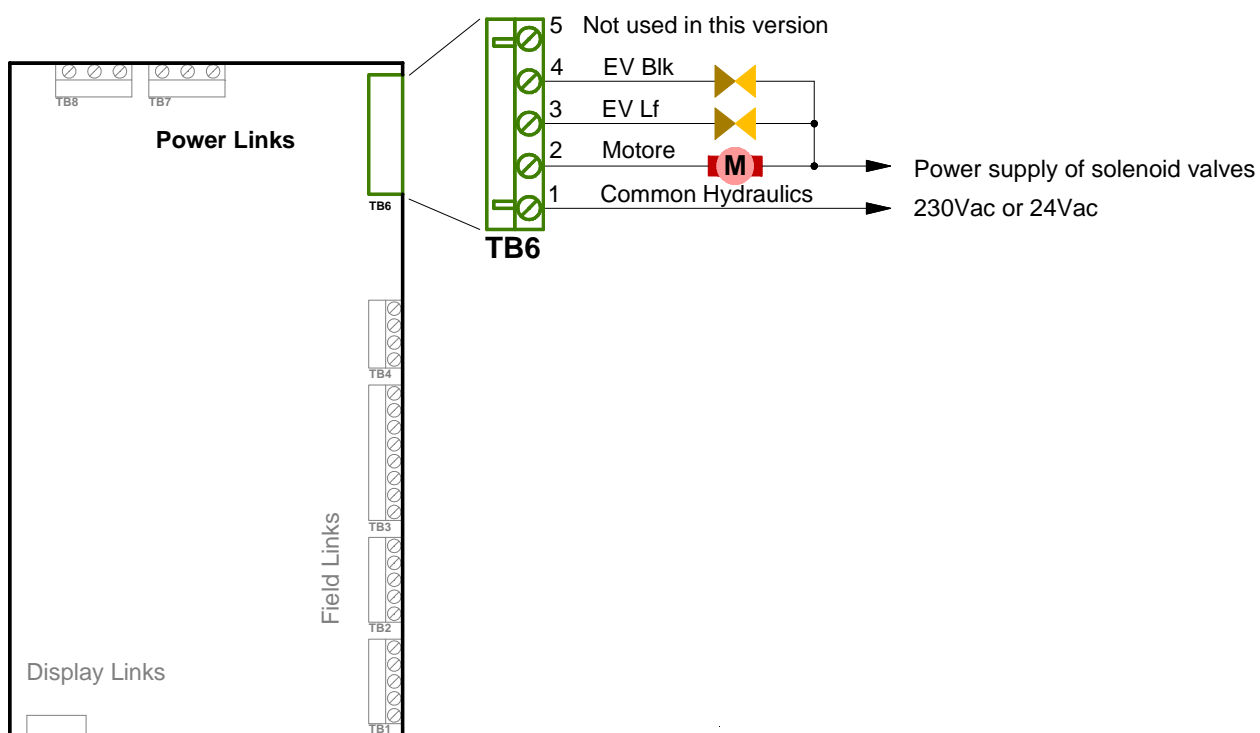 5 Not used in this version
4 EV Blk
3 EV Lf
2 Motore
M
Power supply of solenoid valves
1 Common Hydraulics
230Vac or 24Vac
TB6
TB8
TB7
Power Links
TB6
TB4
TB3
Field Links
TB2
Display Links
TB1